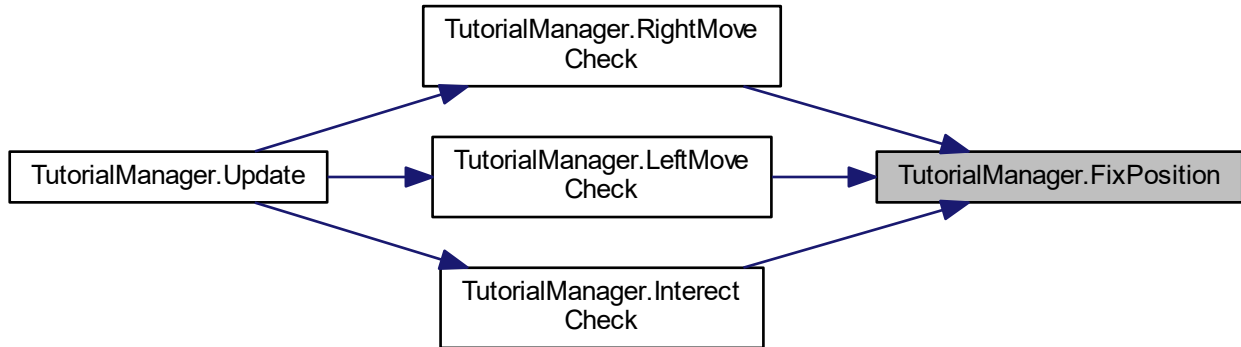 TutorialManager.RightMove
Check
TutorialManager.Update
TutorialManager.LeftMove
Check
TutorialManager.FixPosition
TutorialManager.Interect
Check